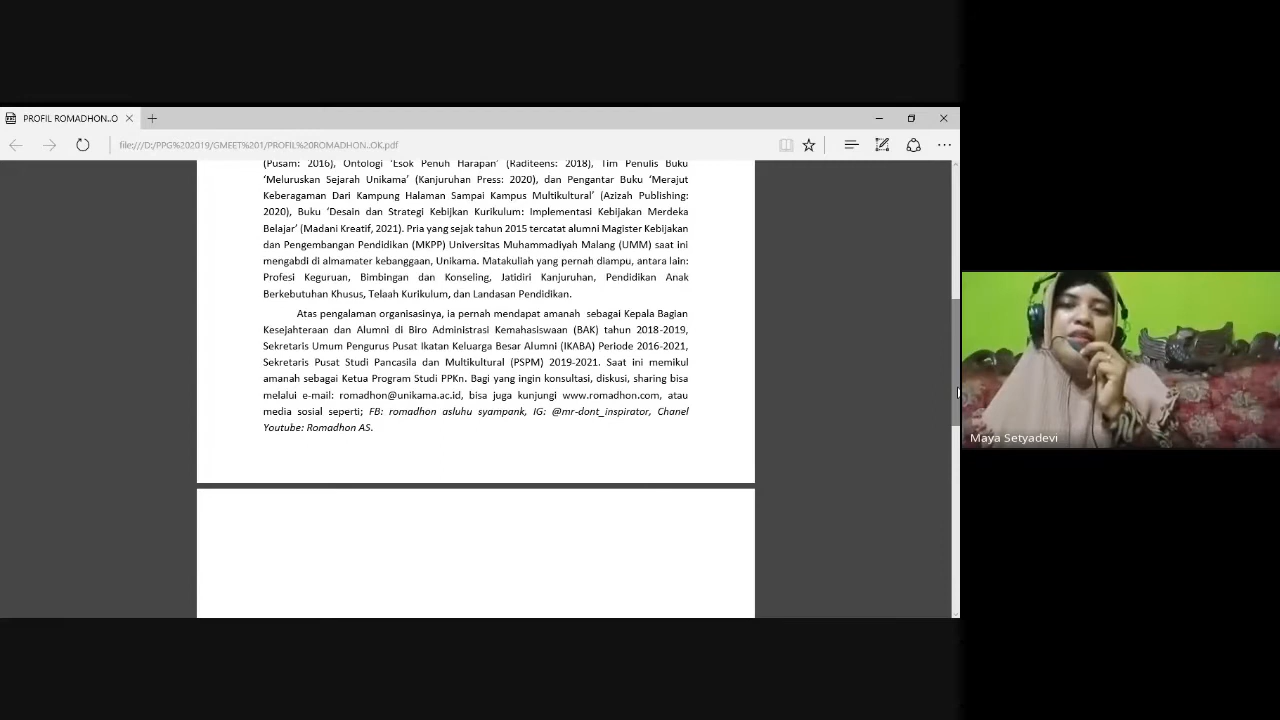 PROFIL ROMADHON..O
file:///D:/PPG%202019/GMEET%201/PROFIL%20ROMADHON..OK.pdf
(Pusam: 2016), Ontologi ‘Esok Penuh Harapan’ (Raditeens: 2018), Tim Penulis Buku
‘Meluruskan Sejarah Unikama’ (Kanjuruhan Press: 2020), dan Pengantar Buku ‘Merajut
Keberagaman Dari Kampung Halaman Sampai Kampus Multikultural’ (Azizah Publishing:
2020), Buku ‘Desain dan Strategi Kebijkan Kurikulum: Implementasi Kebijakan Merdeka
Belajar’ (Madani Kreatif, 2021). Pria yang sejak tahun 2015 tercatat alumni Magister Kebijakan
dan Pengembangan Pendidikan (MKPP) Universitas Muhammadiyah Malang (UMM) saat ini
mengabdi di almamater kebanggaan, Unikama. Matakuliah yang pernah diampu, antara lain:
Profesi Keguruan, Bimbingan dan Konseling, Jatidiri Kanjuruhan, Pendidikan Anak
Berkebutuhan Khusus, Telaah Kurikulum, dan Landasan Pendidikan.
Atas pengalaman organisasinya, ia pernah mendapat amanah sebagai Kepala Bagian
Kesejahteraan dan Alumni di Biro Administrasi Kemahasiswaan (BAK) tahun 2018-2019,
Sekretaris Umum Pengurus Pusat Ikatan Keluarga Besar Alumni (IKABA) Periode 2016-2021,
Sekretaris Pusat Studi Pancasila dan Multikultural (PSPM) 2019-2021. Saat ini memikul
amanah sebagai Ketua Program Studi PPKn. Bagi yang ingin konsultasi, diskusi, sharing bisa
melalui e-mail: romadhon@unikama.ac.id, bisa juga kunjungi www.romadhon.com, atau
media sosial seperti; FB: romadhon asluhu syampank, IG: @mr-dont_inspirator, Chanel
Youtube: Romadhon AS.
Maya Setyadevi